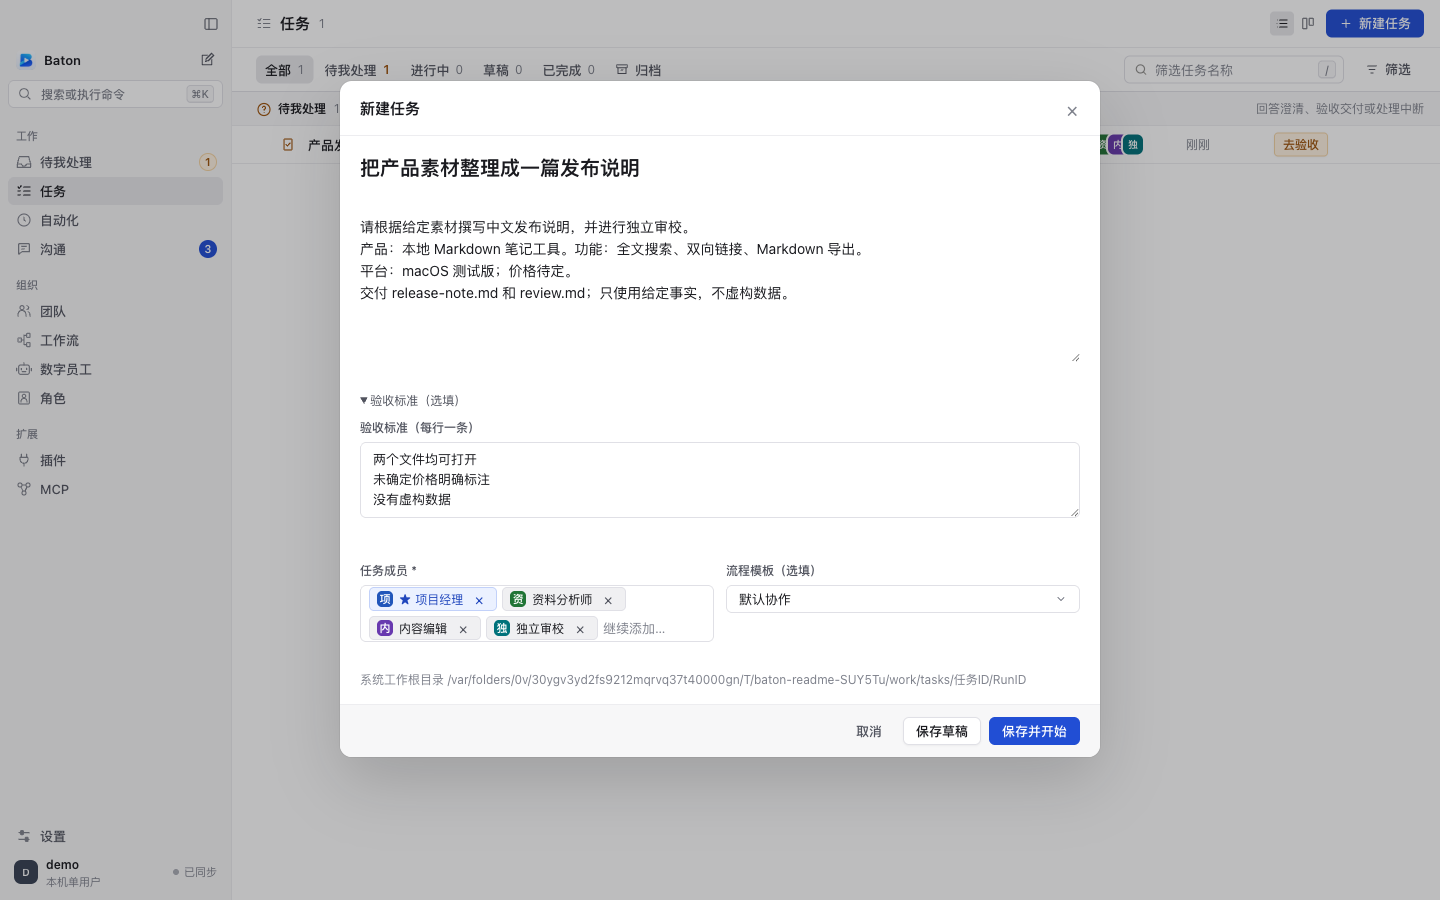 Baton
搜索或执行命令 ⌘K
工作
待我处理 1
任务
自动化
沟通 3
组织
团队
工作流
数字员工
角色
扩展
插件
MCP
设置
D demo
本机单用户
已同步
任务 1
新建任务
全部 1 待我处理 1 进行中 0 草稿 0 已完成 0 归档
筛选任务名称 /
筛选
待我处理 1
回答澄清、验收交付或处理中断
产品发
内 独 刚刚 去验收
新建任务
把产品素材整理成一篇发布说明
请根据给定素材撰写中文发布说明，并进行独立审校。
产品：本地 Markdown 笔记工具。功能：全文搜索、双向链接、Markdown 导出。
平台：macOS 测试版；价格待定。
交付 release-note.md 和 review.md；只使用给定事实，不虚构数据。
▼ 验收标准（选填）
验收标准（每行一条）
两个文件均可打开
未确定价格明确标注
没有虚构数据
任务成员 *
项 ★ 项目经理 × 资 资料分析师 ×
内 内容编辑 × 独 独立审校 × 继续添加...
流程模板（选填）
默认协作
系统工作根目录 /var/folders/0v/30ygv3yd2fs9212mqrvq37t40000gn/T/baton-readme-SUY5Tu/work/tasks/任务ID/RunID
取消 保存草稿 保存并开始